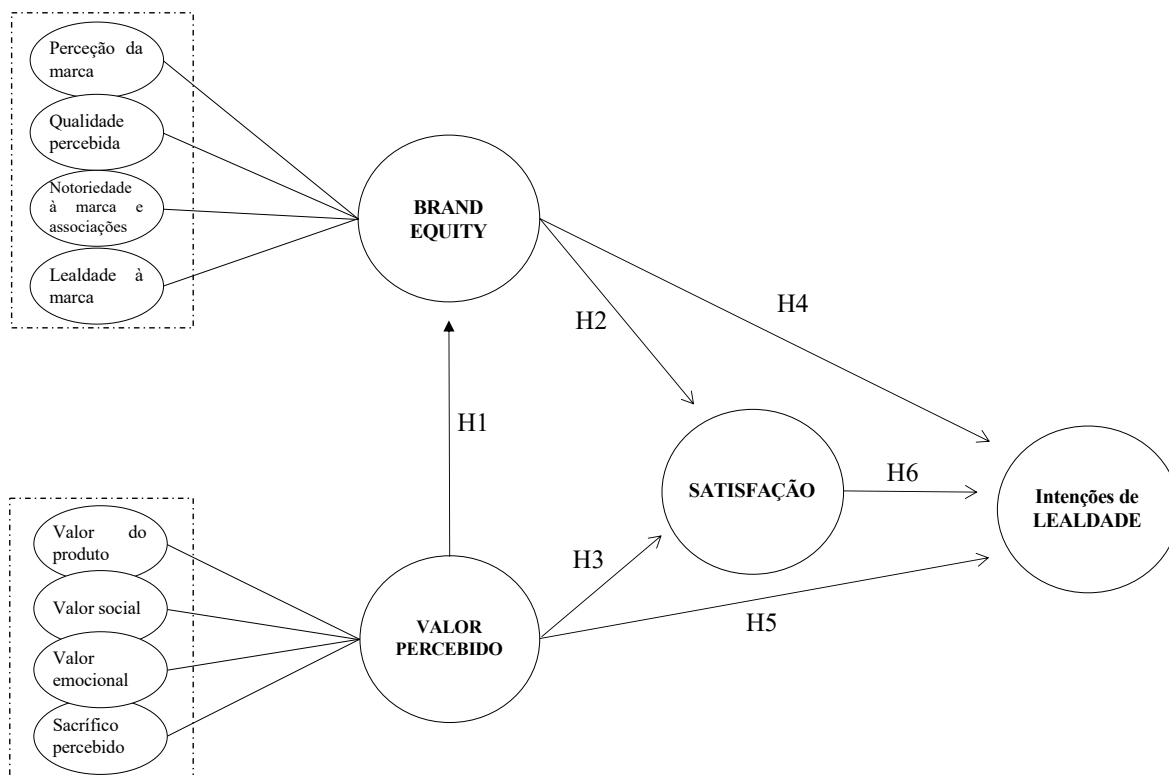 Perceção da
marca
Qualidade
percebida
Notoriedade
à marca e
associações
Lealdade à
marca
BRAND
EQUITY
H2
H4
H1
SATISFAÇÃO
H6
Intenções de
LEALDADE
Valor do
produto
Valor social
Valor
emocional
Sacrífico
percebido
VALOR
PERCEBIDO
H3
H5